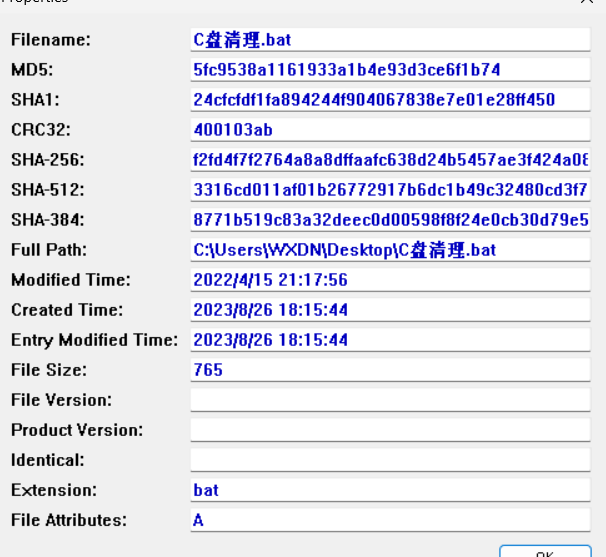 Properties
Filename: C盘清理.bat
MD5: 5fc9538a1161933a1b4e93d3ce6f1b74
SHA1: 24cfcfdf1fa894244f904067838e7e01e28ff450
CRC32: 400103ab
SHA-256: f2fd4f7f2764a8a8dffaafc638d24b5457ae3f424a08
SHA-512: 3316cd011af01b26772917b6dc1b49c32480cd3f7
SHA-384: 8771b519c83a32deec0d00598f8f24e0cb30d79e5
Full Path: C:\Users\WXDN\Desktop\C盘清理.bat
Modified Time: 2022/4/15 21:17:56
Created Time: 2023/8/26 18:15:44
Entry Modified Time: 2023/8/26 18:15:44
File Size: 765
File Version:
Product Version:
Identical:
Extension: bat
File Attributes: A
OK